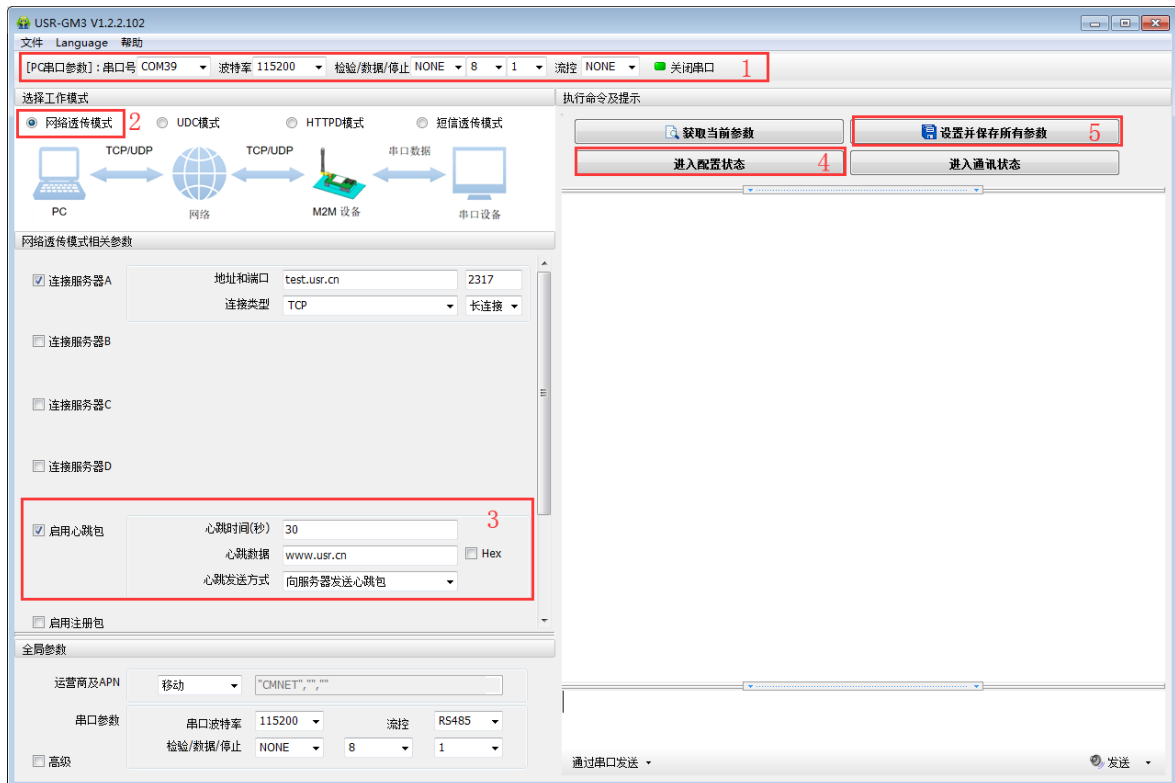 USR-GM3 V1.2.2.102
文件 Language 帮助
[PC串口参数]：串口号 COM39 波特率 115200 检验/数据/停止 NONE 8 1 流控 NONE 关闭串口 1
选择工作模式
网络透传模式 2 UDC模式 HTTPD模式 短信透传模式
TCP/UDP TCP/UDP 串口数据
PC 网络 M2M 设备 串口设备
网络透传模式相关参数
连接服务器A 地址和端口 test.usr.cn 2317
连接类型 TCP 长连接
连接服务器B
连接服务器C
连接服务器D
启用心跳包 心跳时间(秒) 30 3
心跳数据 www.usr.cn Hex
心跳发送方式 向服务器发送心跳包
启用注册包
全局参数
运营商及APN 移动 "CMNET","",""
串口参数 串口波特率 115200 流控 RS485
检验/数据/停止 NONE 8 1
高级
执行命令及提示
获取当前参数 设置并保存所有参数 5
进入配置状态 4 进入通讯状态
通过串口发送 发送